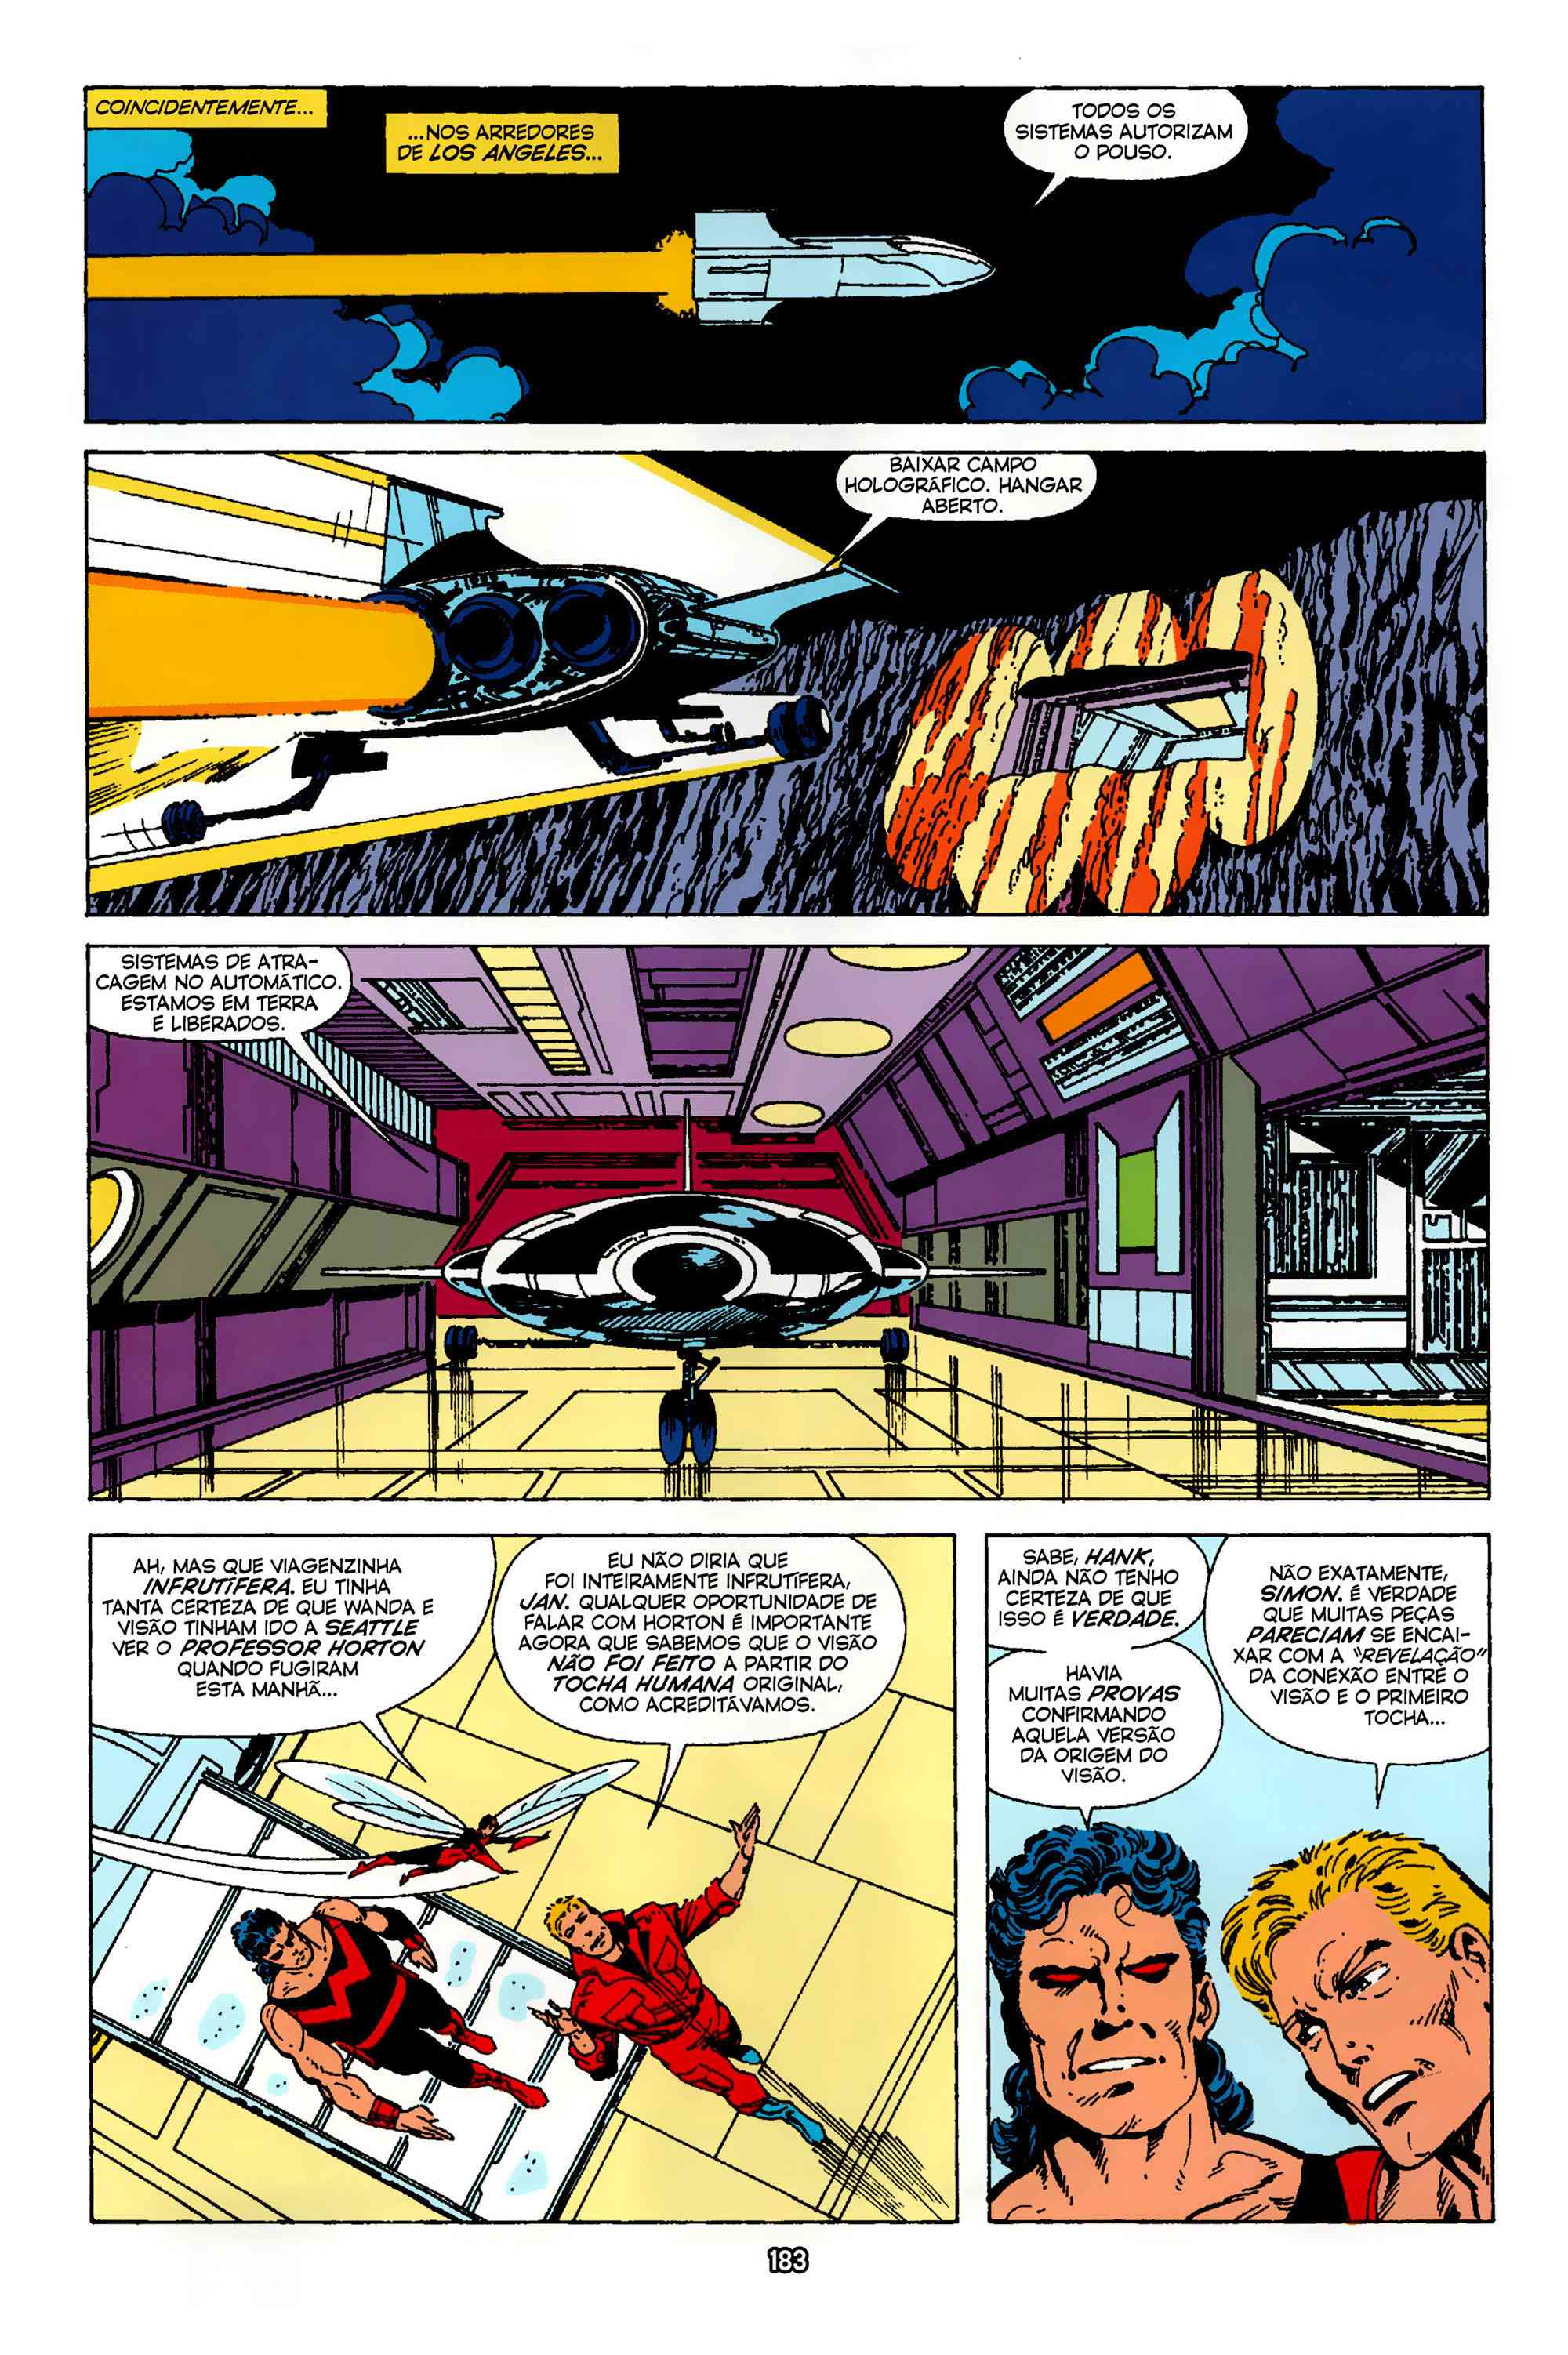 COINCIDENTEMENTE...
...NOS ARREDORES
DE LOS ANGELES...
TODOS OS
SISTEMAS AUTORIZAM
O POUSO.
BAIXAR CAMPO
HOLOGRÁFICO. HANGAR
ABERTO.
SISTEMAS DE ATRA-
CAGEM NO AUTOMÁTICO.
ESTAMOS EM TERRA
E LIBERADOS.
AH, MAS QUE VIAGENZINHA
INFRUTÍFERA. EU TINHA
TANTA CERTEZA DE QUE WANDA E
VISÃO TINHAM IDO A SEATTLE
VER O PROFESSOR HORTON
QUANDO FUGIRAM
ESTA MANHÃ...
EU NÃO DIRIA QUE
FOI INTEIRAMENTE INFRUTÍFERA,
JAN. QUALQUER OPORTUNIDADE DE
FALAR COM HORTON É IMPORTANTE
AGORA QUE SABEMOS QUE O VISÃO
NÃO FOI FEITO A PARTIR DO
TOCHA HUMANA ORIGINAL,
COMO ACREDITÁVAMOS.
SABE, HANK,
AINDA NÃO TENHO
CERTEZA DE QUE
ISSO É VERDADE.
HAVIA
MUITAS PROVAS
CONFIRMANDO
AQUELA VERSÃO
DA ORIGEM DO
VISÃO.
NÃO EXATAMENTE,
SIMON. É VERDADE
QUE MUITAS PEÇAS
PARECIAM SE ENCAI-
XAR COM A "REVELAÇÃO"
DA CONEXÃO ENTRE O
VISÃO E O PRIMEIRO
TOCHA...
183